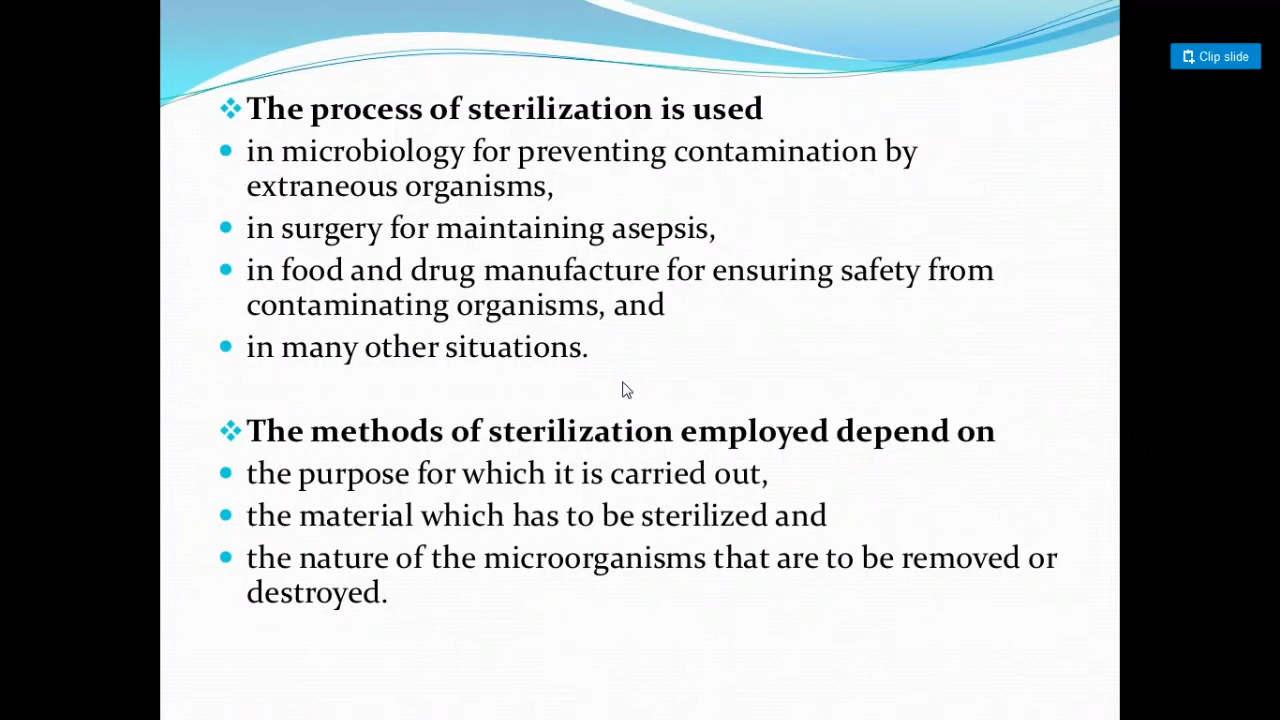 Clip slide
❖The process of sterilization is used
• in microbiology for preventing contamination by
extraneous organisms,
• in surgery for maintaining asepsis,
• in food and drug manufacture for ensuring safety from
contaminating organisms, and
• in many other situations.
❖The methods of sterilization employed depend on
• the purpose for which it is carried out,
• the material which has to be sterilized and
• the nature of the microorganisms that are to be removed or
destroyed.